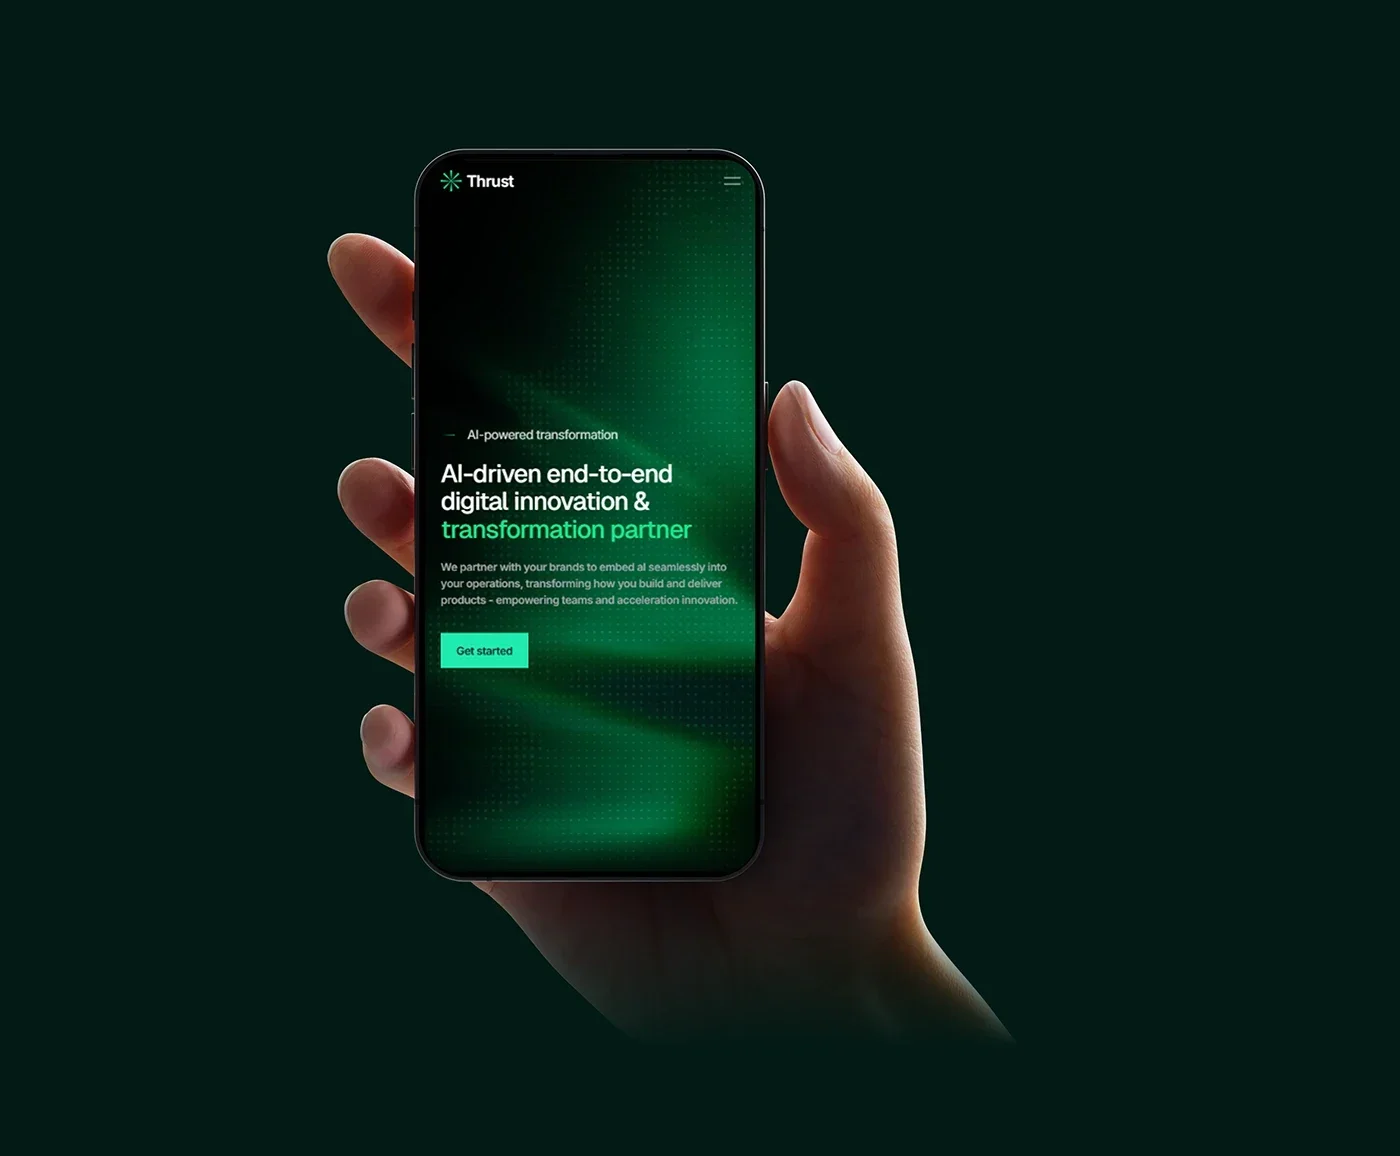 Thrust
AI-powered transformation
AI-driven end-to-end
digital innovation &
transformation partner
We partner with your brands to embed aI seamlessly into
your operations, transforming how you build and deliver
products - empowering teams and acceleration innovation.
Get started